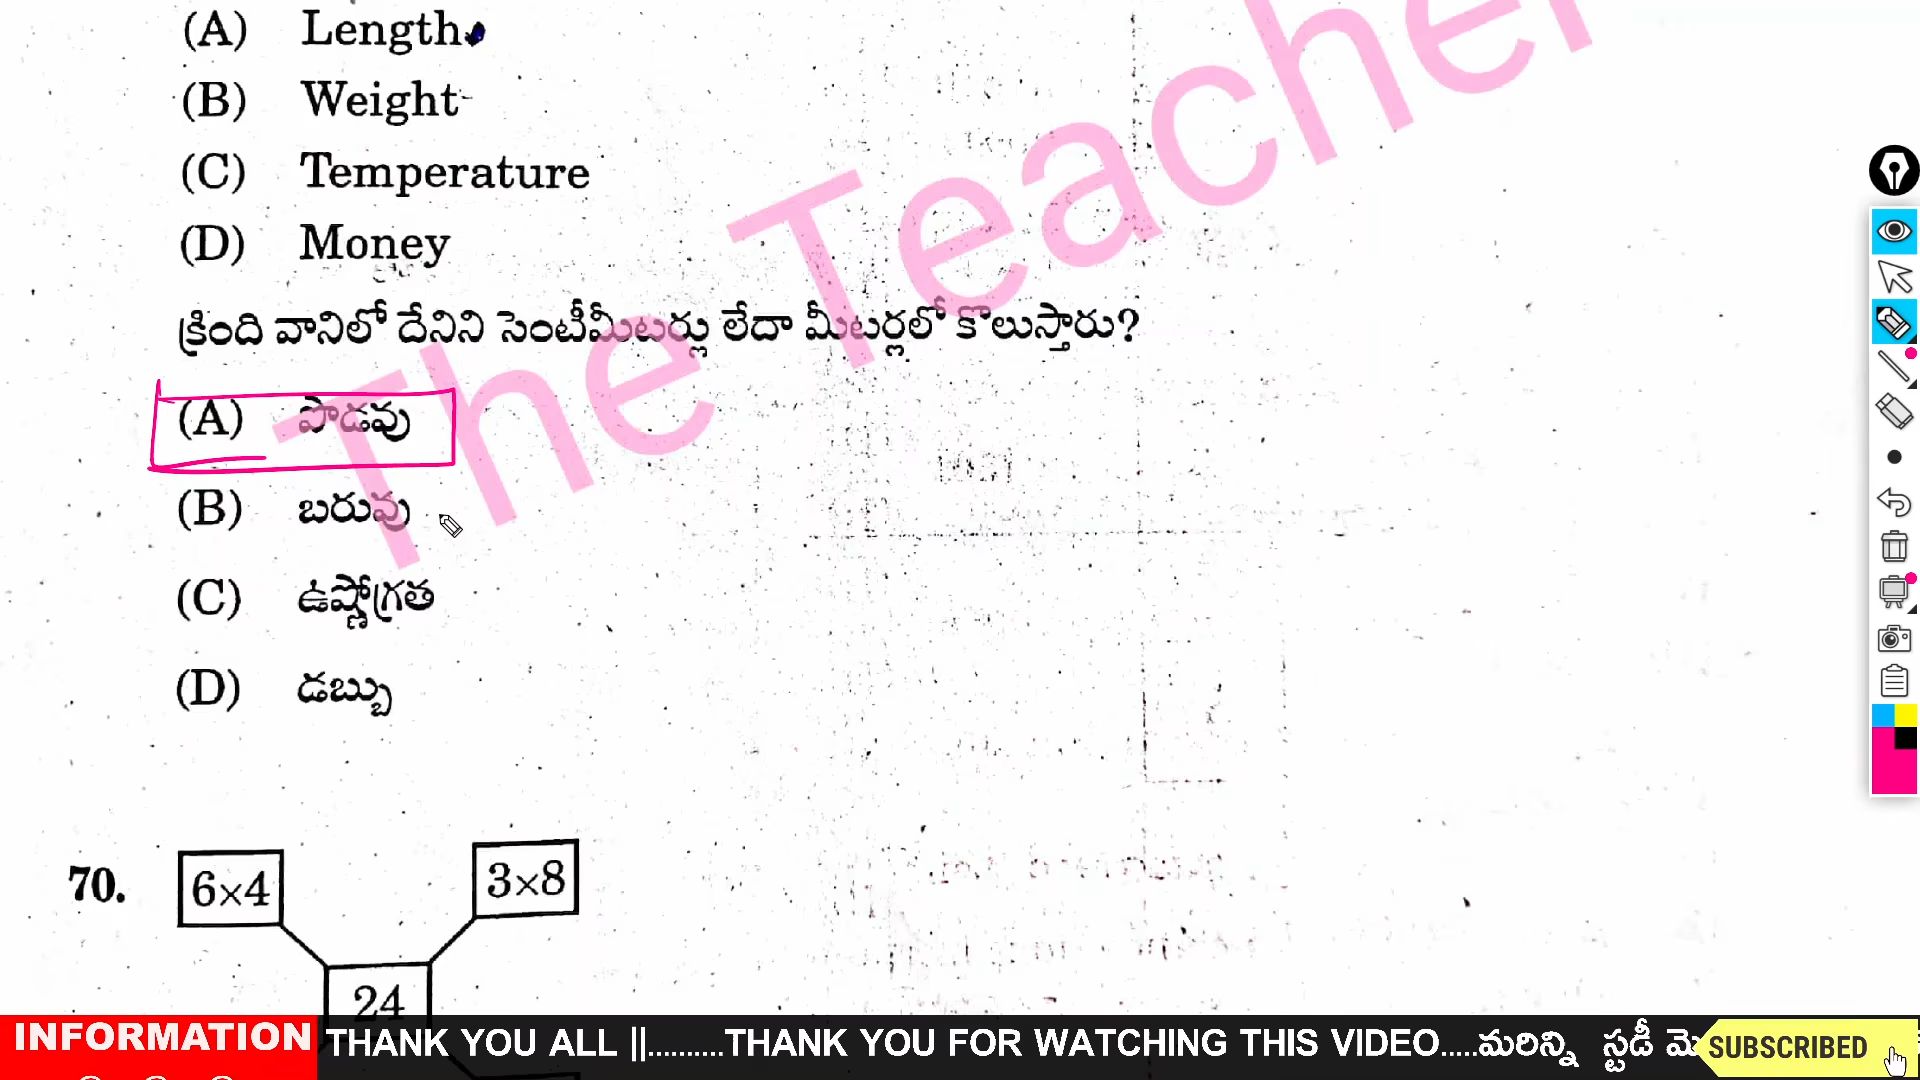 (A) Length
(B) Weight
(C) Temperature
(D) Money
క్రింది వానిలో దేనిని సెంటీమీటర్లు లేదా మీటర్లలో కొలుస్తారు?
(A) పొడవు
(B) బరువు
(C) ఉష్ణోగ్రత
(D) డబ్బు
70. 6×4 3×8
24
The Teacher
INFORMATION THANK YOU ALL ||..........THANK YOU FOR WATCHING THIS VIDEO.....మరిన్ని స్టడీ SUBSCRIBED